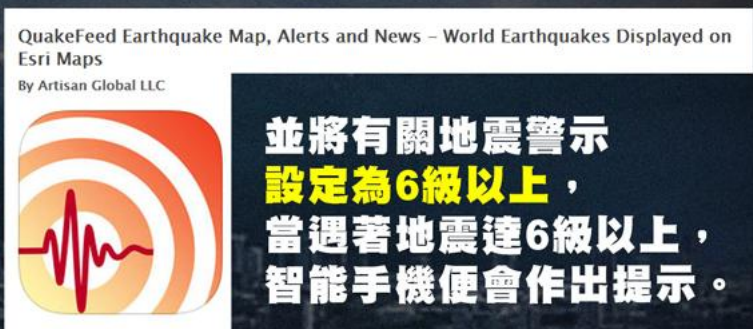 QuakeFeed Earthquake Map, Alerts and News – World Earthquakes Displayed on
Esri Maps
By Artisan Global LLC
並將有關地震警示
設定為6級以上，
當遇著地震達6級以上，
智能手機便會作出提示。